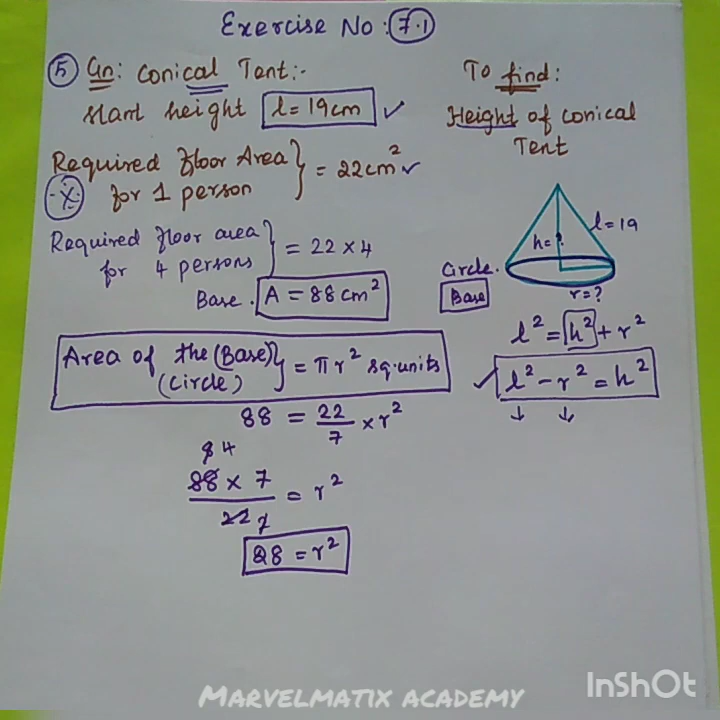 Exercise No : 7.1
5 Gn: Conical Tent:-
slant height l = 19cm ✓
To find:
Height of conical
Tent
Required floor Area
for 1 person } = 22cm² ✓
X
Required floor area
for 4 persons } = 22 × 4
Base. A = 88 cm²
h = ?
l = 19
Circle.
Base
r = ?
l² = h² + r²
✓ l² - r² = h²
↓ ↓
Area of the (Base)
(circle) } = πr² sq.units
88 = 22/7 × r²
8 4
88 × 7 / 22 2 = r²
28 = r²
MARVELMATIX ACADEMY
InShOt